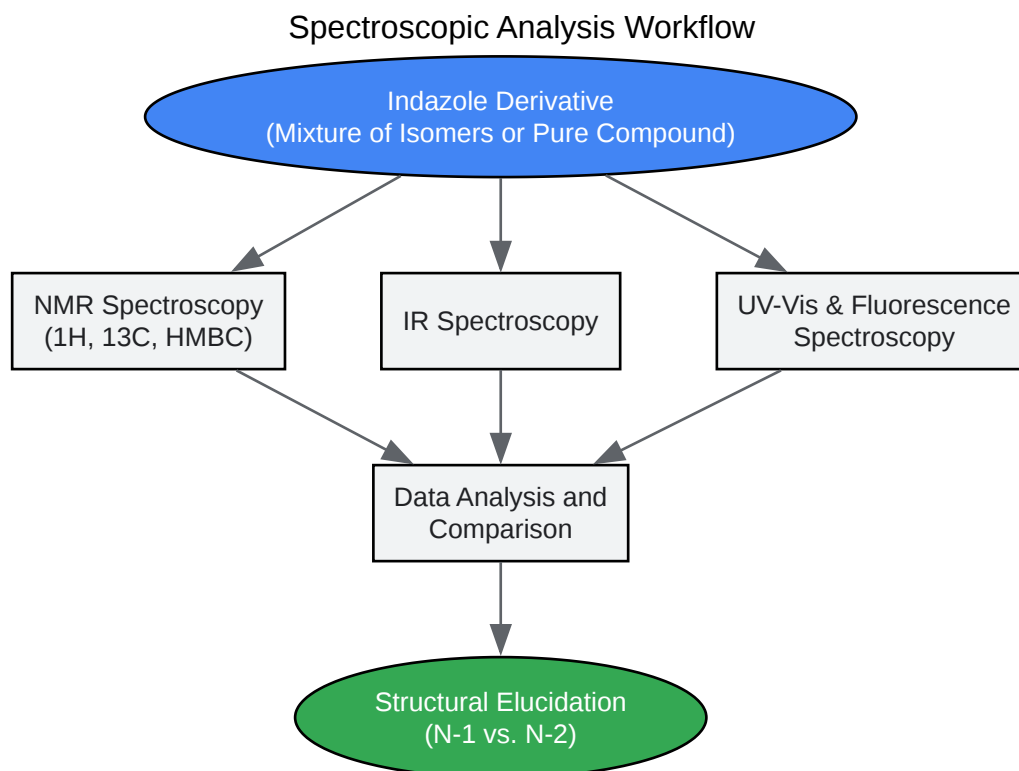 Spectroscopic Analysis Workflow
Indazole Derivative
(Mixture of Isomers or Pure Compound)
NMR Spectroscopy
(1H, 13C, HMBC)
IR Spectroscopy
UV-Vis & Fluorescence
Spectroscopy
Data Analysis and
Comparison
Structural Elucidation
(N-1 vs. N-2)